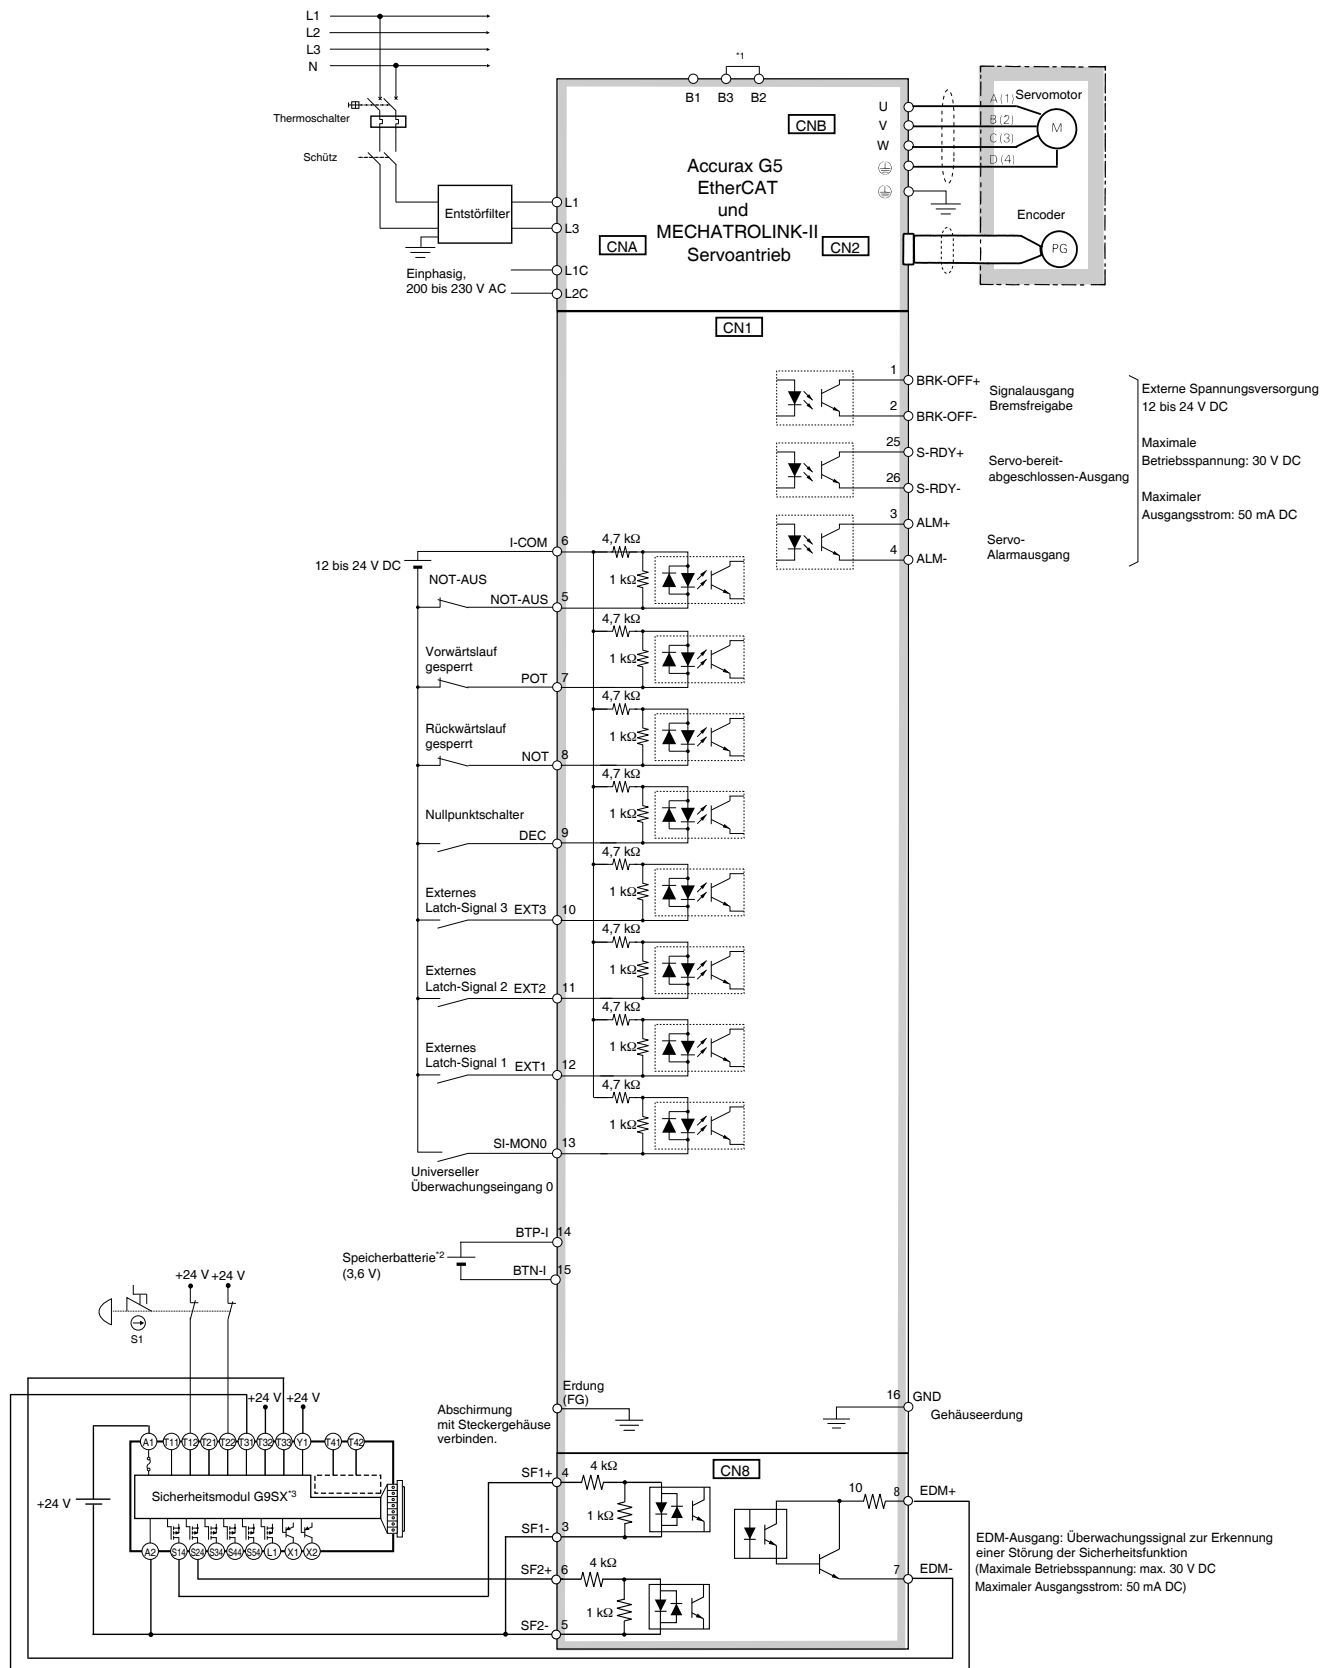 L1
L2
L3
N
Thermoschalter
Schütz
Entstörfilter
Einphasig,
200 bis 230 V AC
L1
L3
L1C
L2C
*1
B1 B3 B2
CNB
Accurax G5
EtherCAT
und
MECHATROLINK-II
Servoantrieb
CNA
CN2
U
V
W
A (1)
B (2)
C (3)
D (4)
Servomotor
M
Encoder
PG
CN1
1
BRK-OFF+
2
BRK-OFF-
Signalausgang
Bremsfreigabe
25
S-RDY+
26
S-RDY-
Servo-bereit-
abgeschlossen-Ausgang
3
ALM+
4
ALM-
Servo-
Alarmausgang
Externe Spannungsversorgung
12 bis 24 V DC
Maximale
Betriebsspannung: 30 V DC
Maximaler
Ausgangsstrom: 50 mA DC
12 bis 24 V DC
I-COM 6
4,7 kΩ
1 kΩ
NOT-AUS
NOT-AUS 5
4,7 kΩ
1 kΩ
Vorwärtslauf
gesperrt
POT 7
4,7 kΩ
1 kΩ
Rückwärtslauf
gesperrt
NOT 8
4,7 kΩ
1 kΩ
Nullpunktschalter
DEC 9
4,7 kΩ
1 kΩ
Externes
Latch-Signal 3 EXT3 10
4,7 kΩ
1 kΩ
Externes
Latch-Signal 2 EXT2 11
4,7 kΩ
1 kΩ
Externes
Latch-Signal 1 EXT1 12
4,7 kΩ
1 kΩ
SI-MON0 13
Universeller
Überwachungseingang 0
BTP-I 14
Speicherbatterie*2
(3,6 V)
BTN-I 15
+24 V +24 V
S1
+24 V +24 V
A1 T11 T12 T21 T22 T31 T32 T33 Y1 T41 T42
+24 V
Sicherheitsmodul G9SX*3
A2 S14 S24 S34 S44 S54 L1 X1 X2
Abschirmung
mit Steckergehäuse
verbinden.
Erdung
(FG)
16 GND
Gehäuseerdung
CN8
SF1+ 4
4 kΩ
1 kΩ
SF1- 3
SF2+ 6
4 kΩ
1 kΩ
SF2- 5
10
8 EDM+
7 EDM-
EDM-Ausgang: Überwachungssignal zur Erkennung
einer Störung der Sicherheitsfunktion
(Maximale Betriebsspannung: max. 30 V DC
Maximaler Ausgangsstrom: 50 mA DC)